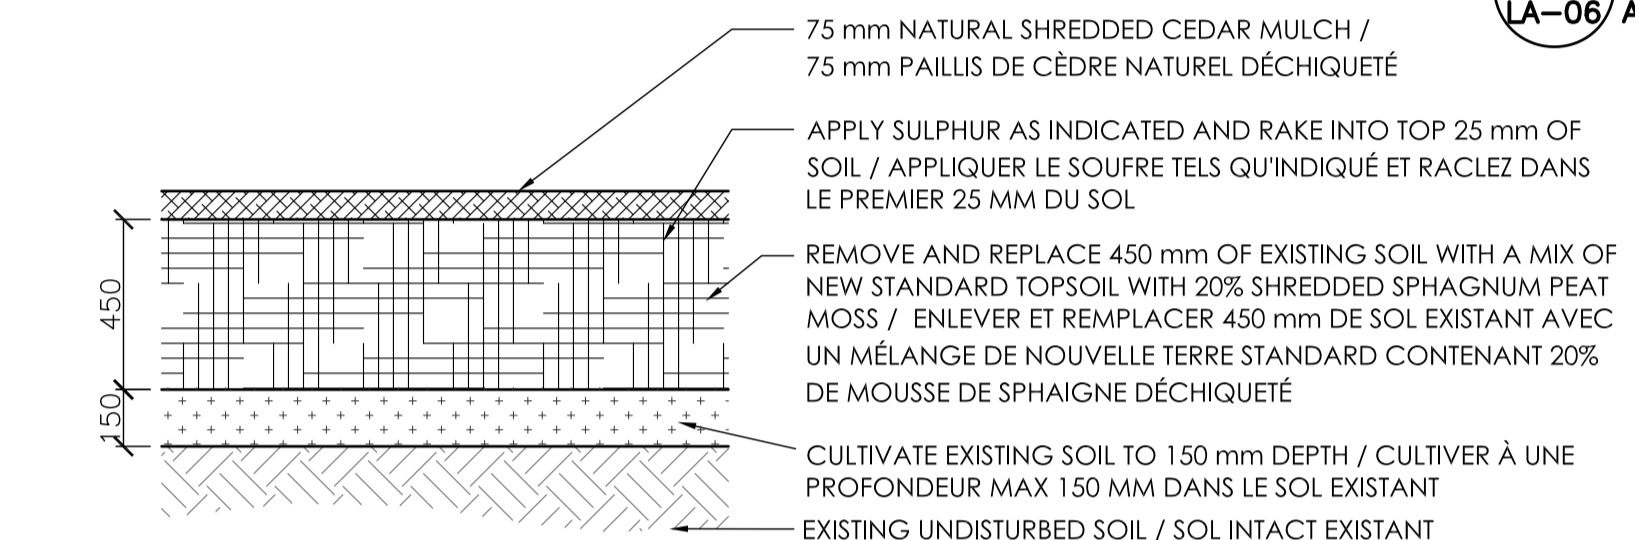 LA-06
A
75 mm NATURAL SHREDDED CEDAR MULCH /
75 mm PAILLIS DE CÈDRE NATUREL DÉCHIQUETÉ
APPLY SULPHUR AS INDICATED AND RAKE INTO TOP 25 mm OF
SOIL / APPLIQUER LE SOUFRE TELS QU'INDIQUÉ ET RACLEZ DANS
LE PREMIER 25 MM DU SOL
REMOVE AND REPLACE 450 mm OF EXISTING SOIL WITH A MIX OF
NEW STANDARD TOPSOIL WITH 20% SHREDDED SPHAGNUM PEAT
MOSS / ENLEVER ET REMPLACER 450 mm DE SOL EXISTANT AVEC
UN MÉLANGE DE NOUVELLE TERRE STANDARD CONTENANT 20%
DE MOUSSE DE SPHAIGNE DÉCHIQUETÉ
450
150
CULTIVATE EXISTING SOIL TO 150 mm DEPTH / CULTIVER À UNE
PROFONDEUR MAX 150 MM DANS LE SOL EXISTANT
EXISTING UNDISTURBED SOIL / SOL INTACT EXISTANT